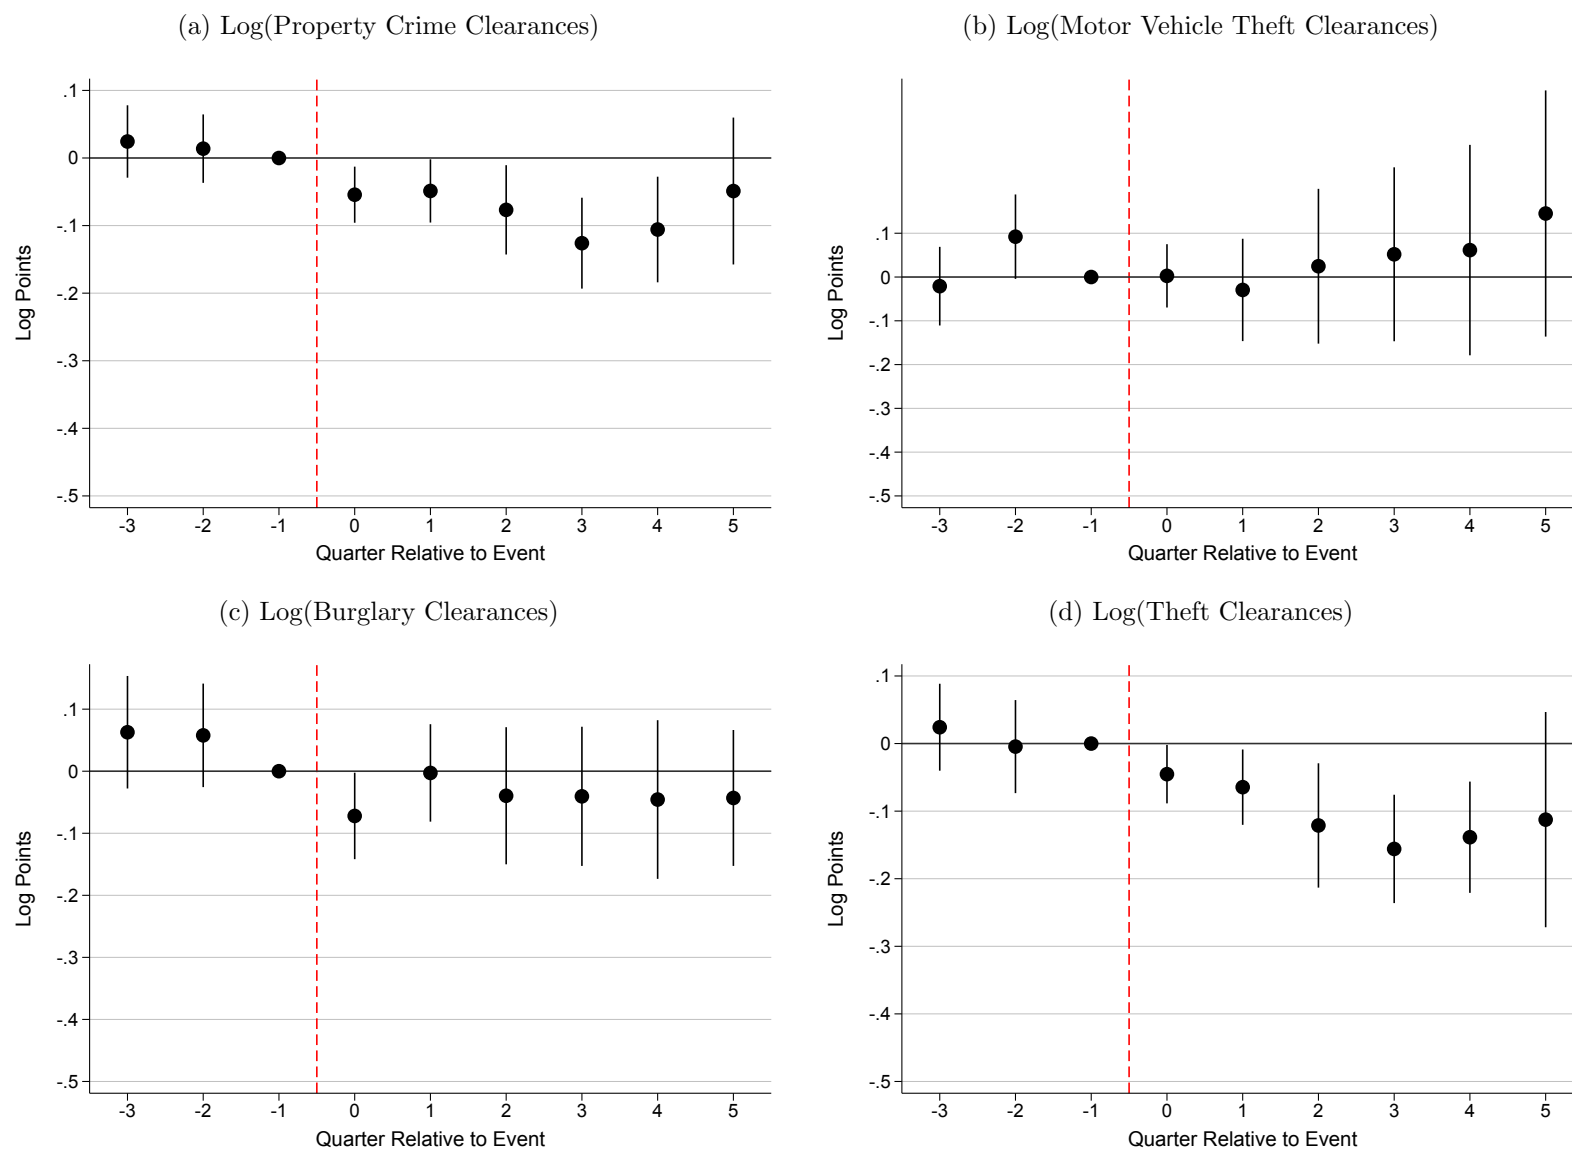 (a) Log(Property Crime Clearances)
.1
0
-.1
-.2
-.3
-.4
-.5
Log Points
-3 -2 -1 0 1 2 3 4 5
Quarter Relative to Event
(b) Log(Motor Vehicle Theft Clearances)
.1
0
-.1
-.2
-.3
-.4
-.5
Log Points
-3 -2 -1 0 1 2 3 4 5
Quarter Relative to Event
(c) Log(Burglary Clearances)
.1
0
-.1
-.2
-.3
-.4
-.5
Log Points
-3 -2 -1 0 1 2 3 4 5
Quarter Relative to Event
(d) Log(Theft Clearances)
.1
0
-.1
-.2
-.3
-.4
-.5
Log Points
-3 -2 -1 0 1 2 3 4 5
Quarter Relative to Event